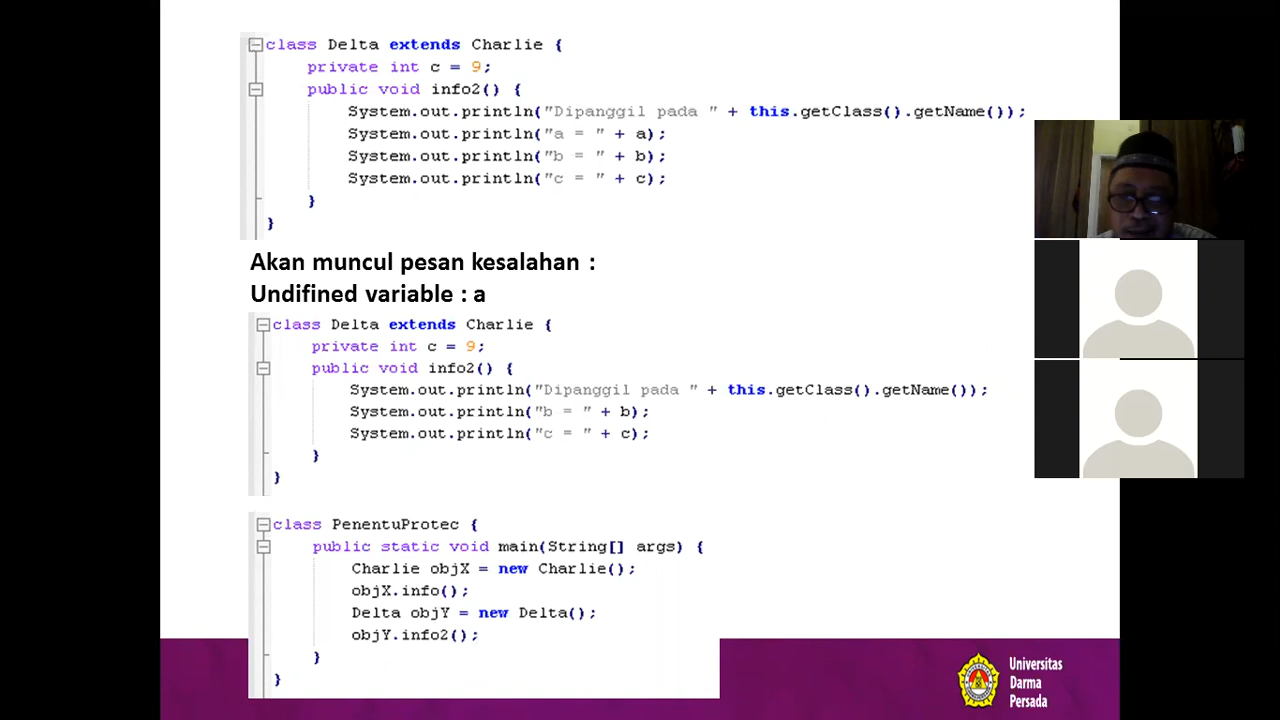 class Delta extends Charlie {
private int c = 9;
public void info2() {
System.out.println("Dipanggil pada " + this.getClass().getName());
System.out.println("a = " + a);
System.out.println("b = " + b);
System.out.println("c = " + c);
}
}
Akan muncul pesan kesalahan :
Undifined variable : a
class Delta extends Charlie {
private int c = 9;
public void info2() {
System.out.println("Dipanggil pada " + this.getClass().getName());
System.out.println("b = " + b);
System.out.println("c = " + c);
}
}
class PenentuProtec {
public static void main(String[] args) {
Charlie objX = new Charlie();
objX.info();
Delta objY = new Delta();
objY.info2();
}
}
Universitas
Darma
Persada